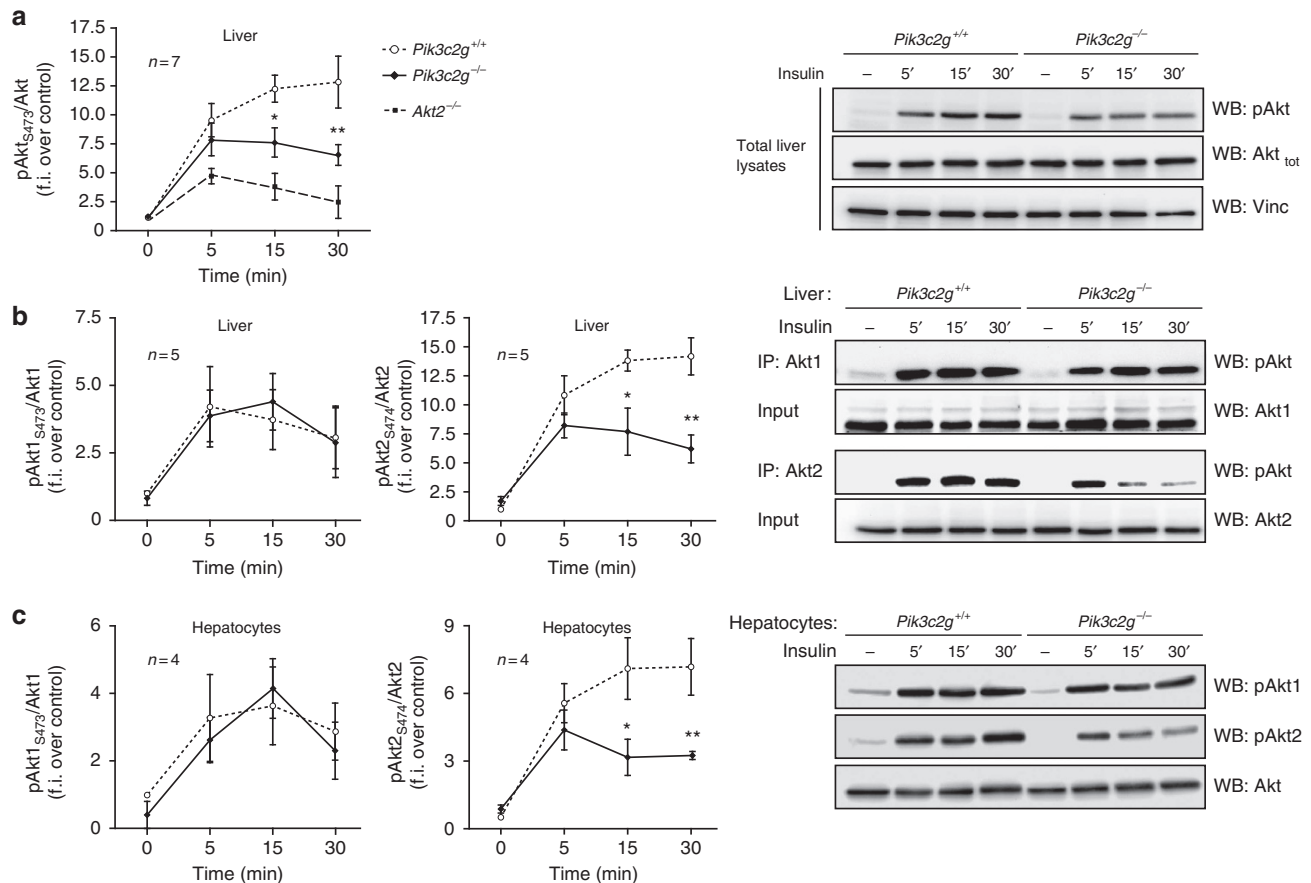 a
pAktS473/Akt
(f.i. over control)
17.5
15.0
12.5
10.0
7.5
5.0
2.5
0
Liver
n=7
*
**
0 5 15 30
Time (min)
Pik3c2g+/+
Pik3c2g−/−
Akt2−/−
Pik3c2g+/+ Pik3c2g−/−
Insulin – 5′ 15′ 30′ – 5′ 15′ 30′
Total liver
lysates
WB: pAkt
WB: Akt tot
WB: Vinc
b
pAkt1S473/Akt1
(f.i. over control)
7.5
5.0
2.5
0
Liver
n=5
0 5 15 30
Time (min)
pAkt2S474/Akt2
(f.i. over control)
17.5
15.0
12.5
10.0
7.5
5.0
2.5
0
Liver
n=5
*
**
0 5 15 30
Time (min)
Liver: Pik3c2g+/+ Pik3c2g−/−
Insulin – 5′ 15′ 30′ – 5′ 15′ 30′
IP: Akt1 WB: pAkt
Input WB: Akt1
IP: Akt2 WB: pAkt
Input WB: Akt2
c
pAkt1S473/Akt1
(f.i. over control)
6
4
2
0
Hepatocytes
n=4
0 5 15 30
Time (min)
pAkt2S474/Akt2
(f.i. over control)
9
6
3
0
Hepatocytes
n=4
*
**
0 5 15 30
Time (min)
Hepatocytes: Pik3c2g+/+ Pik3c2g−/−
Insulin – 5′ 15′ 30′ – 5′ 15′ 30′
WB: pAkt1
WB: pAkt2
WB: Akt